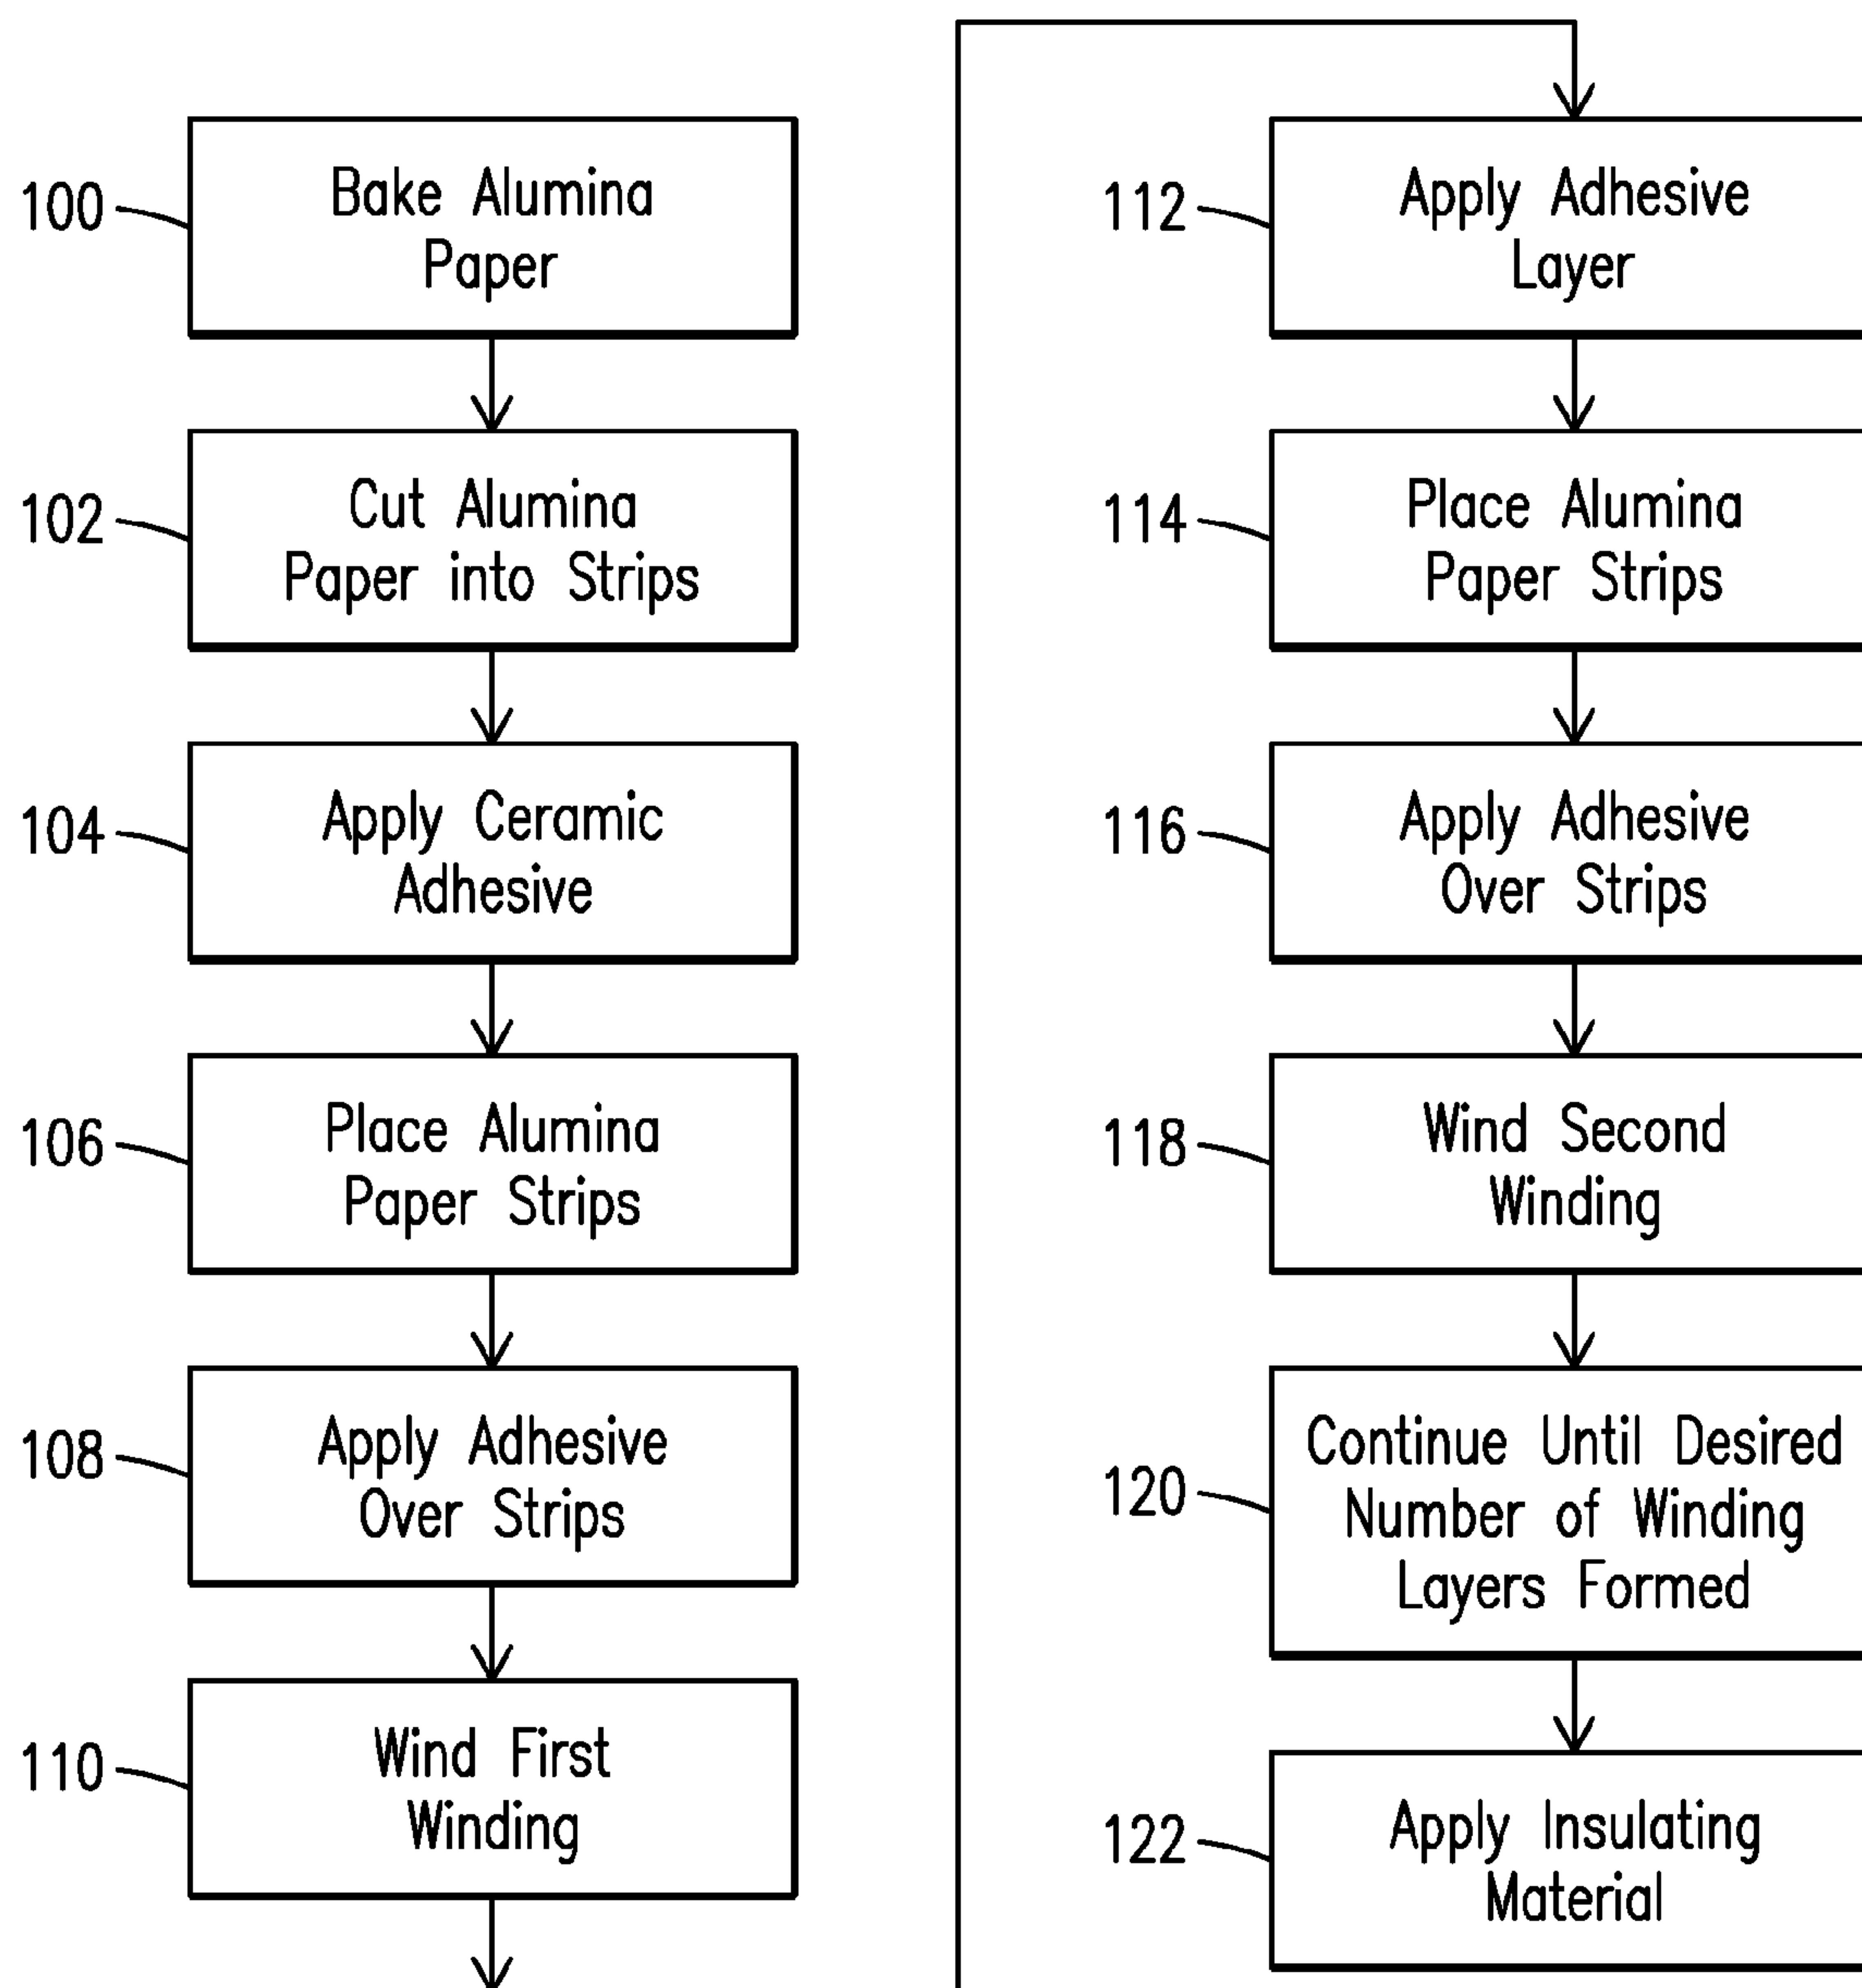 100
Bake Alumina
Paper
102
Cut Alumina
Paper into Strips
104
Apply Ceramic
Adhesive
106
Place Alumina
Paper Strips
108
Apply Adhesive
Over Strips
110
Wind First
Winding
112
Apply Adhesive
Layer
114
Place Alumina
Paper Strips
116
Apply Adhesive
Over Strips
118
Wind Second
Winding
120
Continue Until Desired
Number of Winding
Layers Formed
122
Apply Insulating
Material